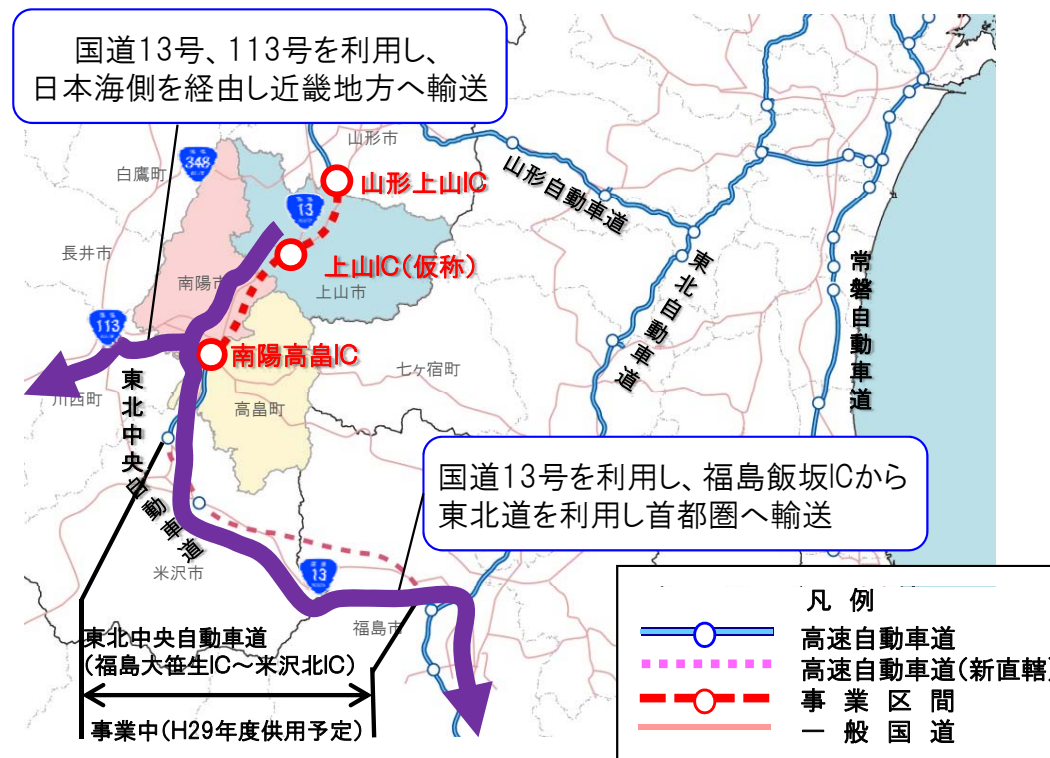 国道13号、113号を利用し、
日本海側を経由し近畿地方へ輸送
山形市
348
白鷹町
山形上山IC
山形自動車道
13
長井市
上山IC(仮称)
南陽市
上山市
東北自動車道
常磐自動車道
113
南陽高畠IC
七ヶ宿町
川西町
高畠町
東北中央自動車道
国道13号を利用し、福島飯坂ICから
東北道を利用し首都圏へ輸送
米沢市
13
福島市
東北中央自動車道
(福島大笹生IC～米沢北IC)
事業中(H29年度供用予定)
凡 例
高速自動車道
高速自動車道(新直轄)
事 業 区 間
一 般 国 道